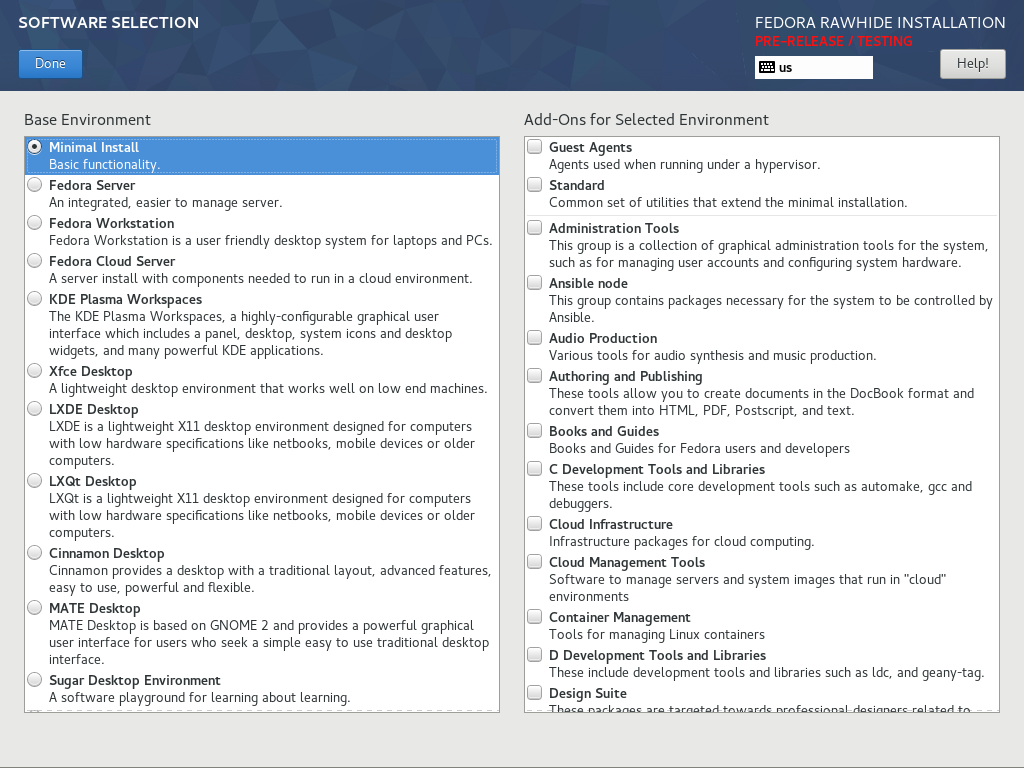 SOFTWARE SELECTION
FEDORA RAWHIDE INSTALLATION
PRE-RELEASE / TESTING
Done
us
Help!
Base Environment
Minimal Install
Basic functionality.
Fedora Server
An integrated, easier to manage server.
Fedora Workstation
Fedora Workstation is a user friendly desktop system for laptops and PCs.
Fedora Cloud Server
A server install with components needed to run in a cloud environment.
KDE Plasma Workspaces
The KDE Plasma Workspaces, a highly-configurable graphical user
interface which includes a panel, desktop, system icons and desktop
widgets, and many powerful KDE applications.
Xfce Desktop
A lightweight desktop environment that works well on low end machines.
LXDE Desktop
LXDE is a lightweight X11 desktop environment designed for computers
with low hardware specifications like netbooks, mobile devices or older
computers.
LXQt Desktop
LXQt is a lightweight X11 desktop environment designed for computers
with low hardware specifications like netbooks, mobile devices or older
computers.
Cinnamon Desktop
Cinnamon provides a desktop with a traditional layout, advanced features,
easy to use, powerful and flexible.
MATE Desktop
MATE Desktop is based on GNOME 2 and provides a powerful graphical
user interface for users who seek a simple easy to use traditional desktop
interface.
Sugar Desktop Environment
A software playground for learning about learning.
Add-Ons for Selected Environment
Guest Agents
Agents used when running under a hypervisor.
Standard
Common set of utilities that extend the minimal installation.
Administration Tools
This group is a collection of graphical administration tools for the system,
such as for managing user accounts and configuring system hardware.
Ansible node
This group contains packages necessary for the system to be controlled by
Ansible.
Audio Production
Various tools for audio synthesis and music production.
Authoring and Publishing
These tools allow you to create documents in the DocBook format and
convert them into HTML, PDF, Postscript, and text.
Books and Guides
Books and Guides for Fedora users and developers
C Development Tools and Libraries
These tools include core development tools such as automake, gcc and
debuggers.
Cloud Infrastructure
Infrastructure packages for cloud computing.
Cloud Management Tools
Software to manage servers and system images that run in "cloud"
environments
Container Management
Tools for managing Linux containers
D Development Tools and Libraries
These include development tools and libraries such as ldc, and geany-tag.
Design Suite
These packages are targeted towards professional designers related to